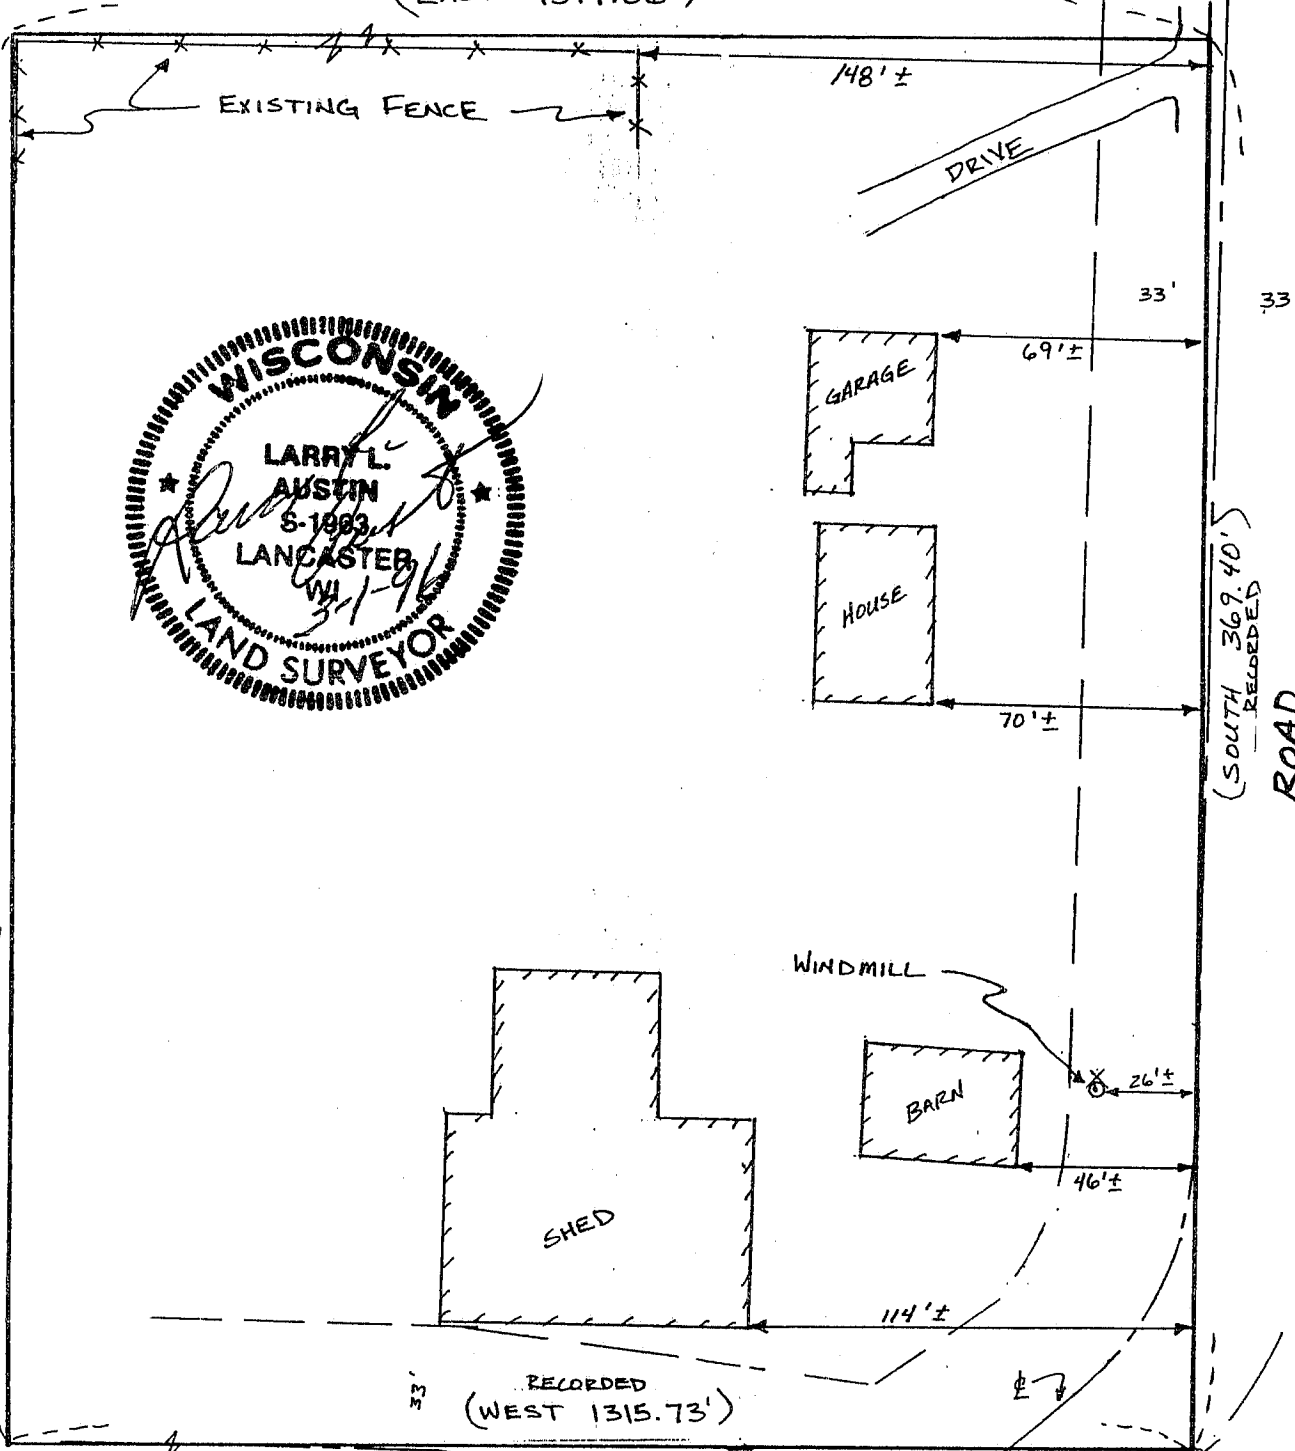 148'±
EXISTING FENCE
DRIVE
33'
33
69'±
GARAGE
WISCONSIN
LARRY L.
AUSTIN
S-1903
LANCASTER
WI
3-1-96
LAND SURVEYOR
HOUSE
70'±
(SOUTH 369.40')
RECORDED
ROAD
WINDMILL
26'±
BARN
46'±
SHED
114'±
33'
RECORDED
(WEST 1315.73')
℄